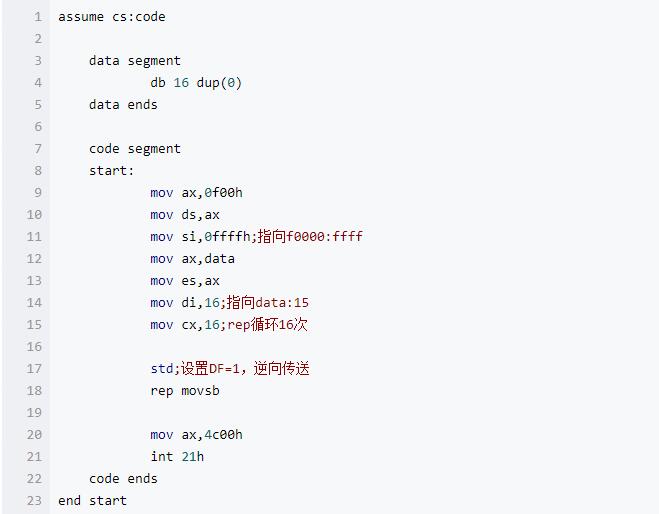 1 assume cs:code
2
3     data segment
4             db 16 dup(0)
5     data ends
6
7     code segment
8     start:
9             mov ax,0f00h
10             mov ds,ax
11             mov si,0ffffh;指向f0000:ffff
12             mov ax,data
13             mov es,ax
14             mov di,16;指向data:15
15             mov cx,16;rep循环16次
16
17             std;设置DF=1，逆向传送
18             rep movsb
19
20             mov ax,4c00h
21             int 21h
22     code ends
23 end start